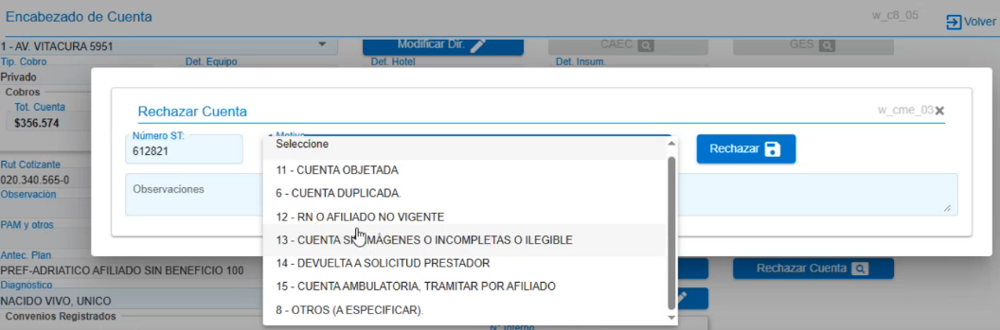 Encabezado de Cuenta
w_c8_05
Volver
1 - AV. VITACURA 5951
Modificar Dir.
CAEC
GES
Tip. Cobro
Det. Equipo
Det. Hotel
Det. Insum.
Privado
Cobros
Tot. Cuenta
$356.574
Rechazar Cuenta
w_cme_03
Número ST:
612821
Motivo
Seleccione
Rechazar
11 - CUENTA OBJETADA
6 - CUENTA DUPLICADA.
12 - RN O AFILIADO NO VIGENTE
13 - CUENTA IMÁGENES O INCOMPLETAS O ILEGIBLE
14 - DEVUELTA A SOLICITUD PRESTADOR
15 - CUENTA AMBULATORIA, TRAMITAR POR AFILIADO
8 - OTROS (A ESPECIFICAR).
Observaciones
Rut Cotizante
020.340.565-0
Observación
PAM y otros
Antec. Plan
PREF-ADRIATICO AFILIADO SIN BENEFICIO 100
Rechazar Cuenta
Diagnóstico
NACIDO VIVO, UNICO
Convenios Registrados
N° Interno